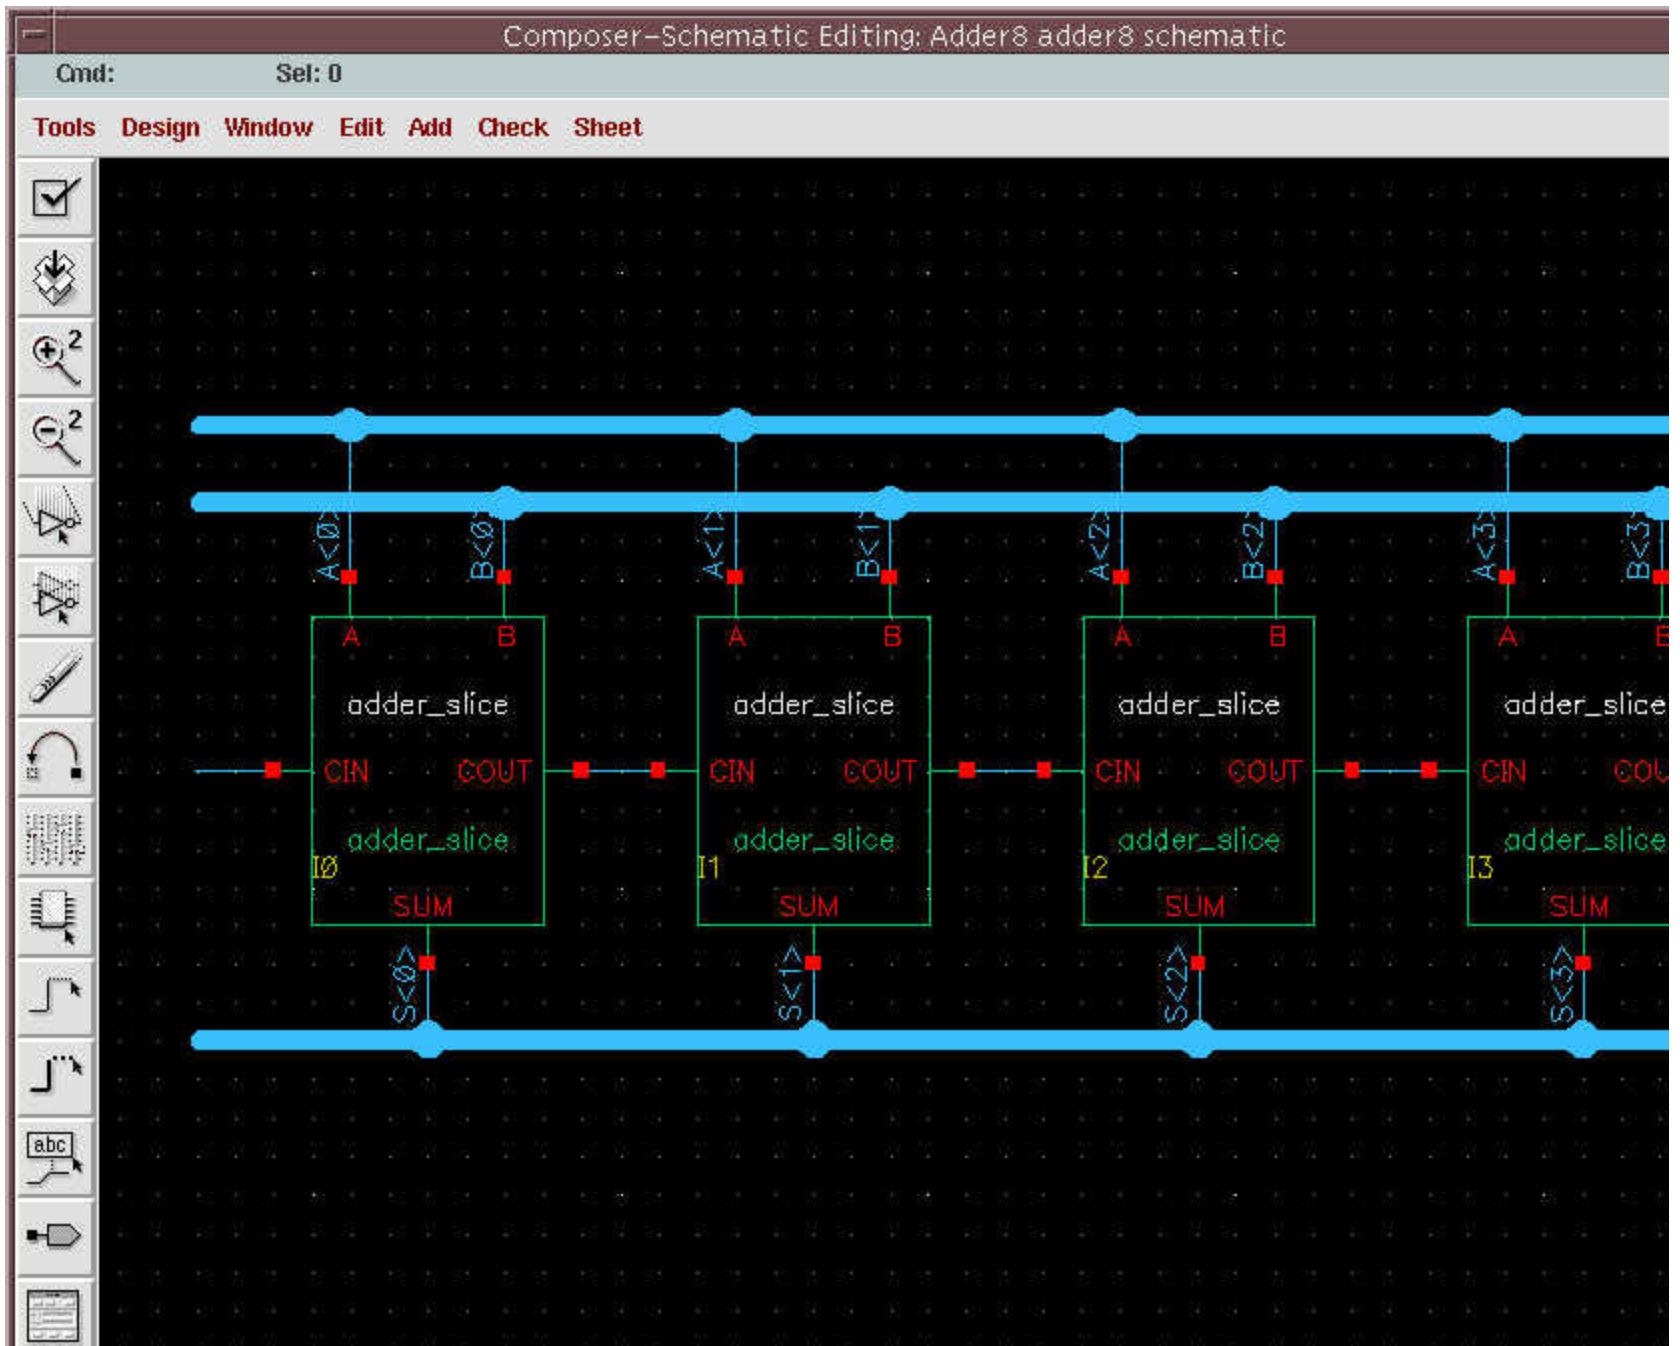 Composer-Schematic Editing: Adder8 adder8 schematic
Cmd: Sel: 0
Tools Design Window Edit Add Check Sheet
2
2
A<0> B<0> A<1> B<1> A<2> B<2> A<3> B<3
A B A B A B A B
adder_slice adder_slice adder_slice adder_slice
CIN COUT CIN COUT CIN COUT CIN COU
adder_slice adder_slice adder_slice adder_slice
I0 I1 I2 I3
SUM SUM SUM SUM
S<0> S<1> S<2> S<3>
abc